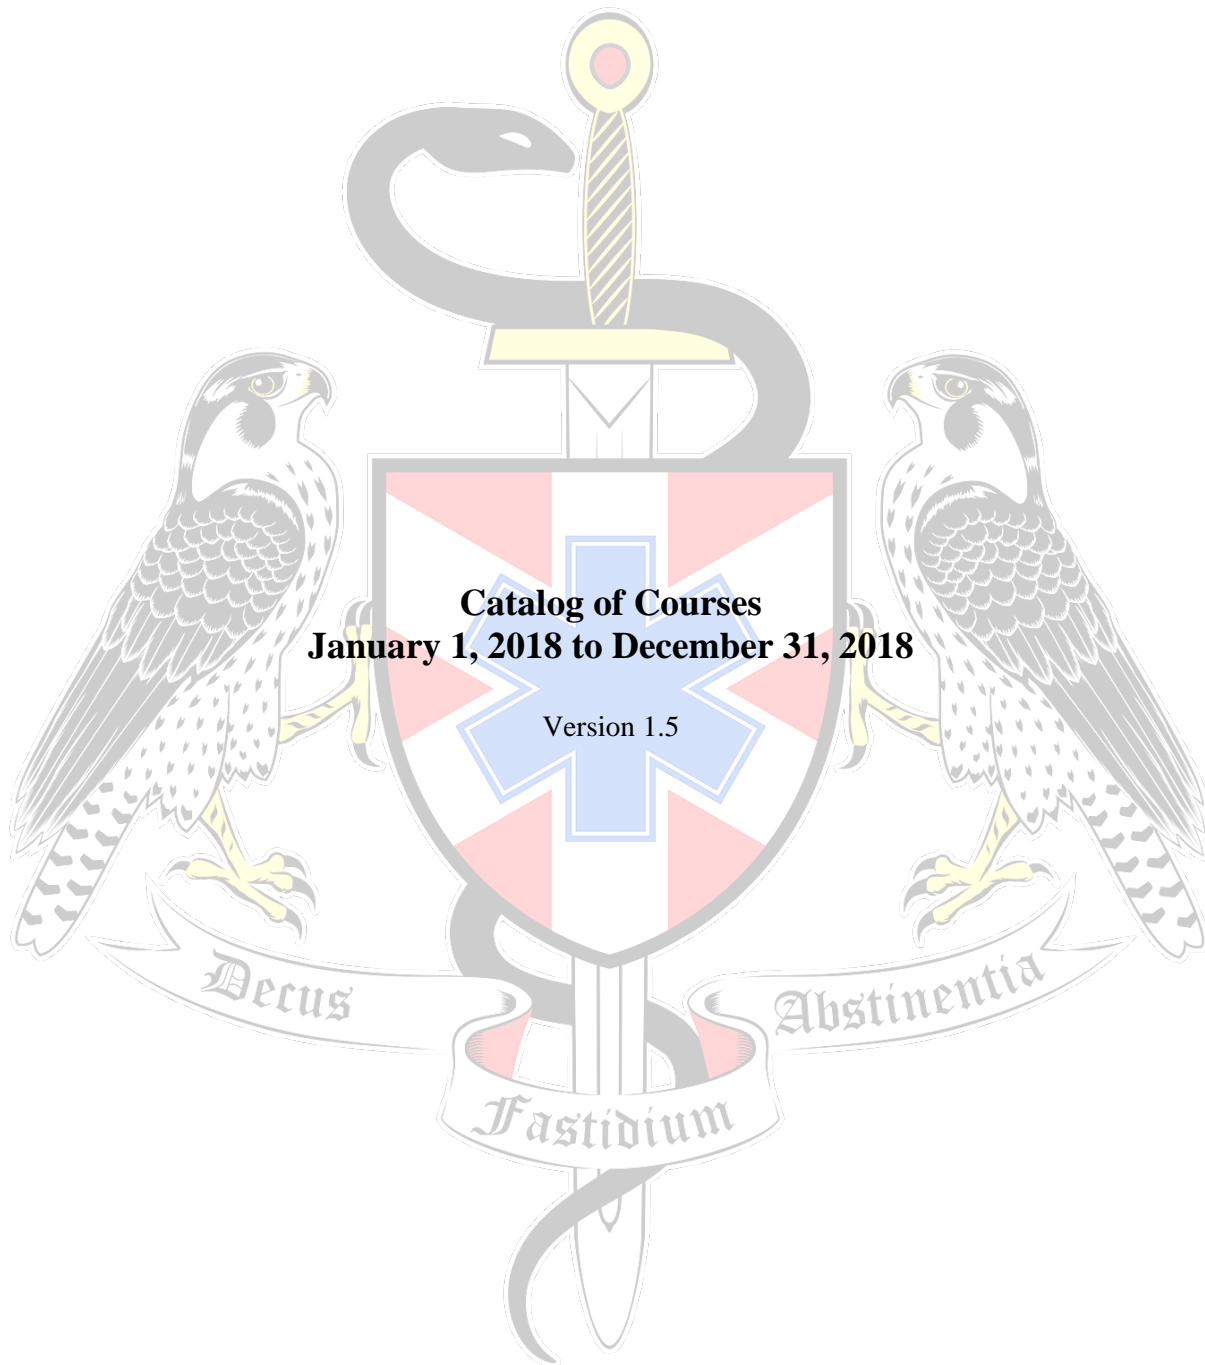 Catalog of Courses
January 1, 2018 to December 31, 2018
Version 1.5
Decus
Abstinentia
Fastidium